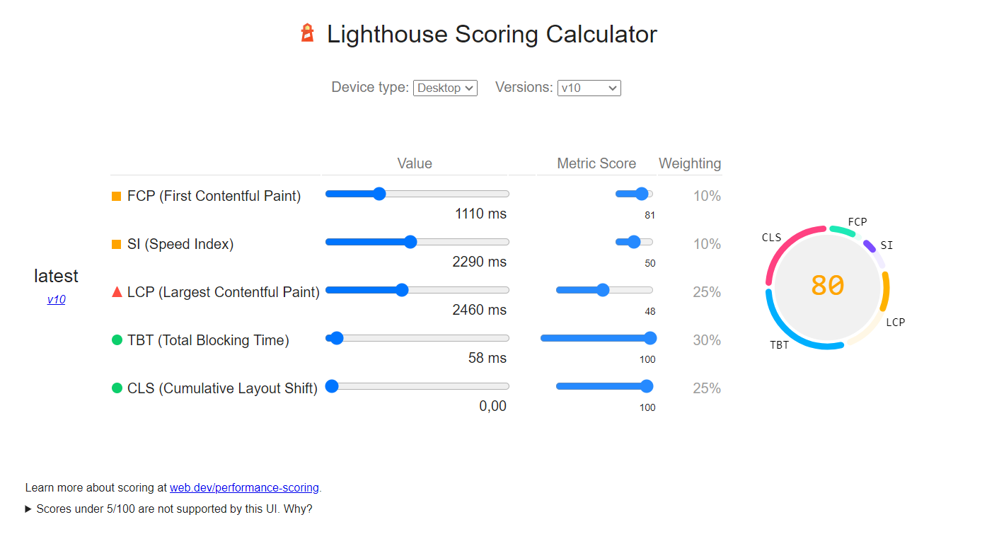 Lighthouse Scoring Calculator
Device type: Desktop Versions: v10
Value Metric Score Weighting
FCP (First Contentful Paint) 10%
1110 ms 81
SI (Speed Index) 10%
2290 ms 50
latest
v10
LCP (Largest Contentful Paint) 25%
2460 ms 48
TBT (Total Blocking Time) 30%
58 ms 100
CLS (Cumulative Layout Shift) 25%
0,00 100
FCP
CLS
SI
80
LCP
TBT
Learn more about scoring at web.dev/performance-scoring.
Scores under 5/100 are not supported by this UI. Why?